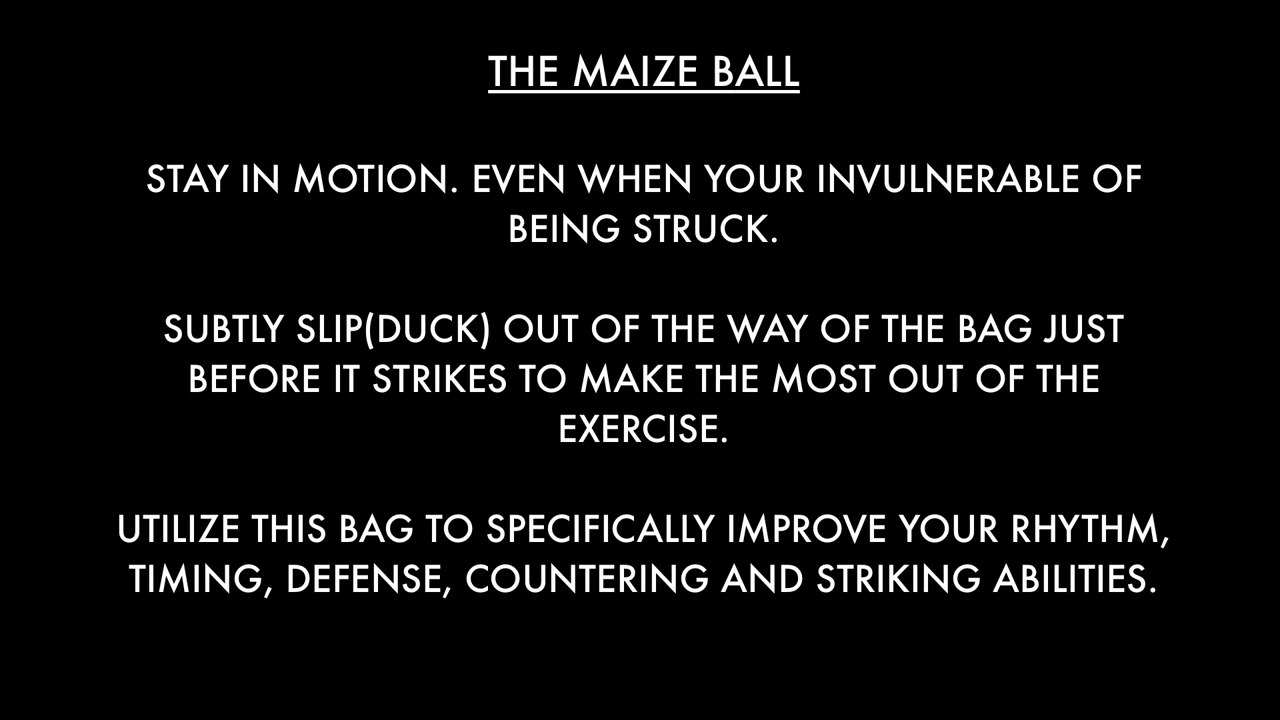 THE MAIZE BALL
STAY IN MOTION. EVEN WHEN YOUR INVULNERABLE OF
BEING STRUCK.
SUBTLY SLIP(DUCK) OUT OF THE WAY OF THE BAG JUST
BEFORE IT STRIKES TO MAKE THE MOST OUT OF THE
EXERCISE.
UTILIZE THIS BAG TO SPECIFICALLY IMPROVE YOUR RHYTHM,
TIMING, DEFENSE, COUNTERING AND STRIKING ABILITIES.